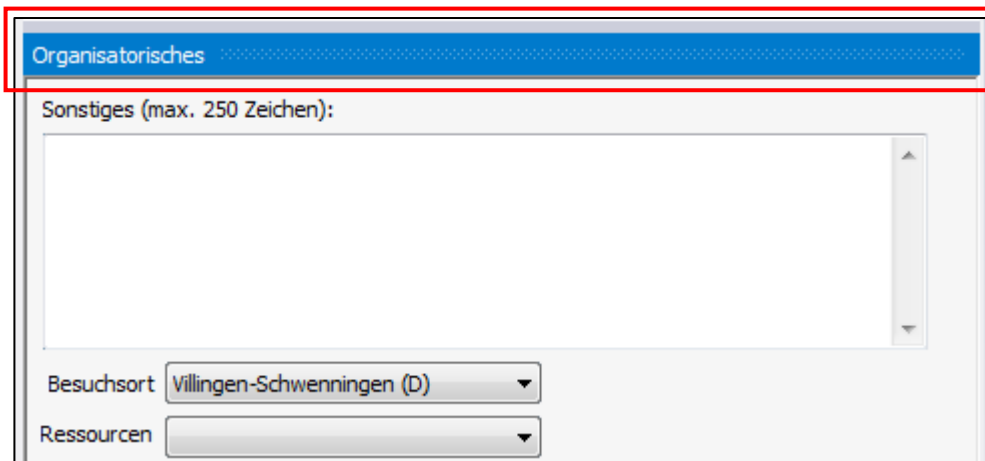 Organisatorisches
Sonstiges (max. 250 Zeichen):
Besuchsort Villingen-Schwenningen (D)
Ressourcen